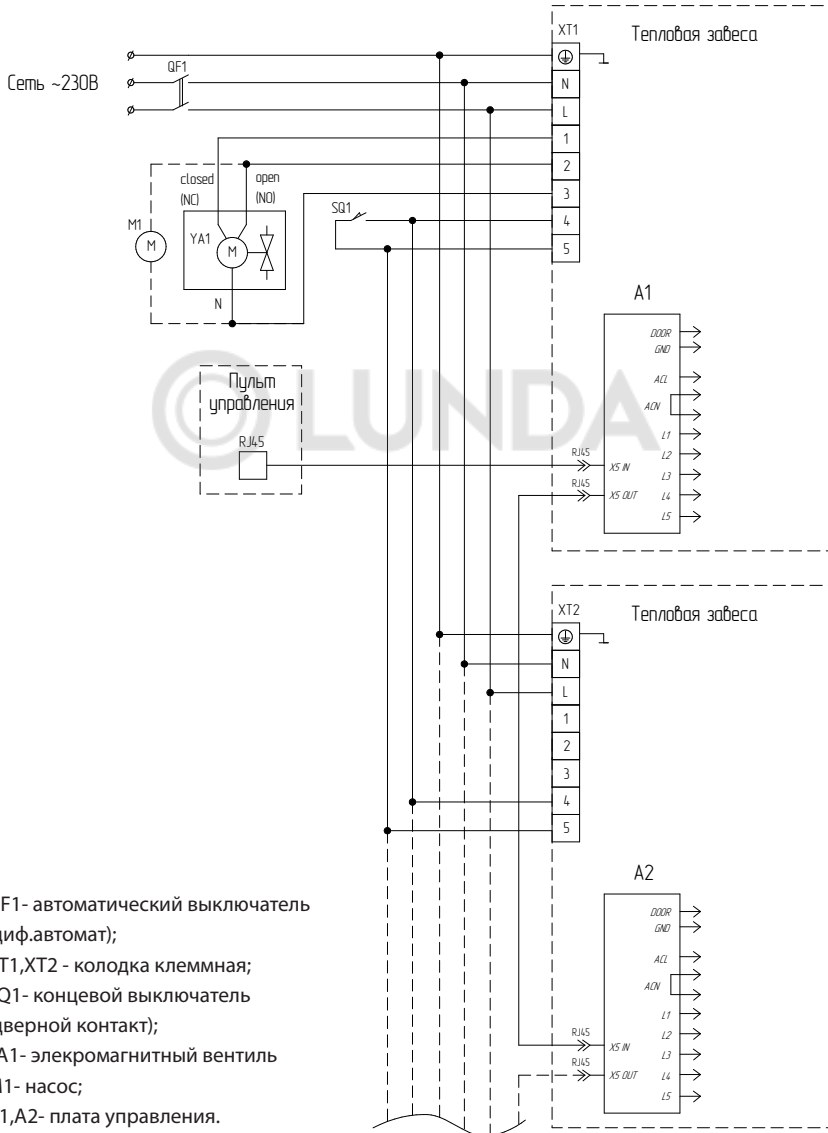 XT1
Тепловая завеса
Сеть ~230В
QF1
N
L
1
2
3
4
5
closed
(NC)
open
(NO)
M1
M
YA1
M
N
SQ1
A1
DOOR
GND
ACL
ACN
L1
L2
L3
L4
L5
RJ45
X5 IN
RJ45
X5 OUT
Пульт
управления
RJ45
LUNDA
XT2
Тепловая завеса
N
L
1
2
3
4
5
A2
DOOR
GND
ACL
ACN
L1
L2
L3
L4
L5
RJ45
X5 IN
RJ45
X5 OUT
F1- автоматический выключатель
диф.автомат);
T1,XT2 - колодка клеммная;
Q1- концевой выключатель
дверной контакт);
A1- элекромагнитный вентиль
1- насос;
1,A2- плата управления.